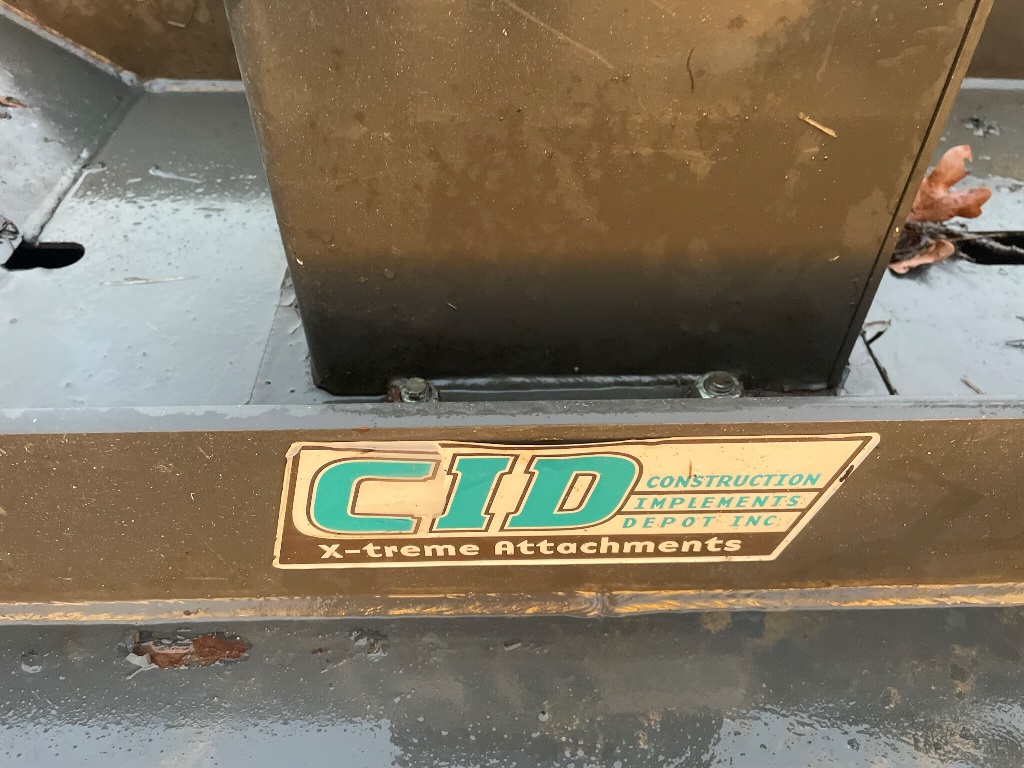 CID
CONSTRUCTION
IMPLEMENTS
DEPOT INC
X-treme Attachments